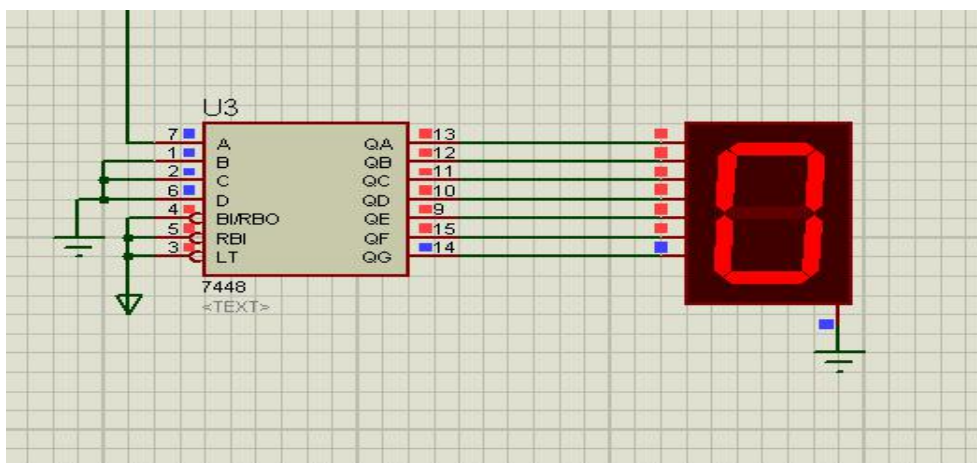 U3
7 A QA 13
1 B QB 12
2 C QC 11
6 D QD 10
4 BI/RBO QE 9
5 RBI QF 15
3 LT QG 14
7448
<TEXT>
0